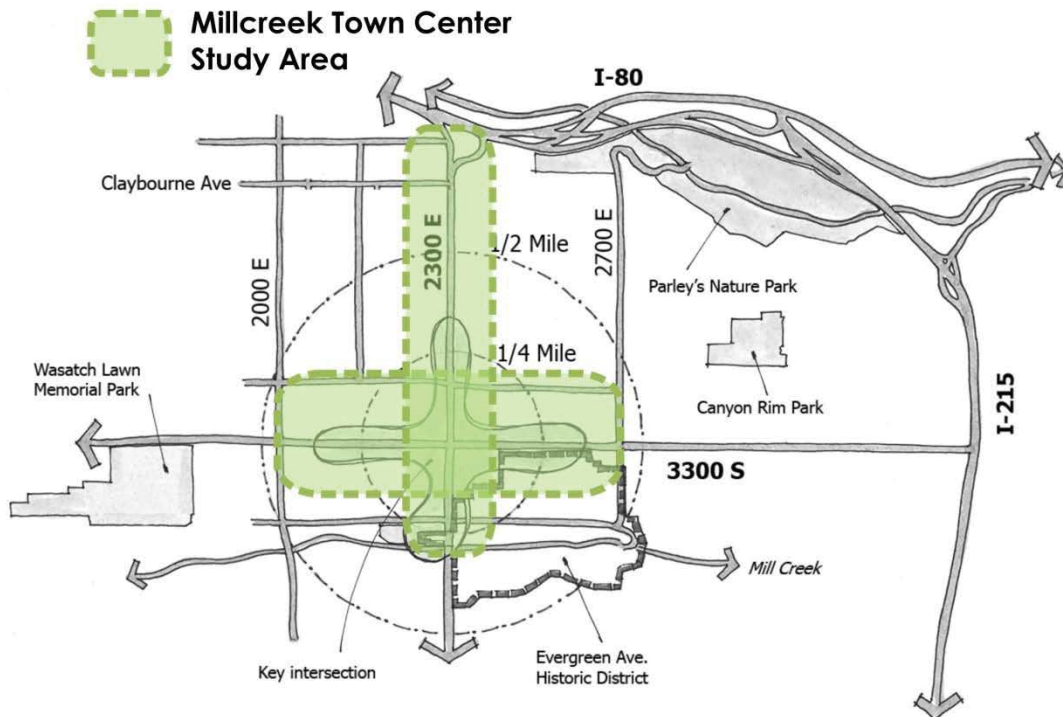 Millcreek Town Center
Study Area
I-80
Claybourne Ave
2000 E
2300 E
1/2 Mile
2700 E
Parley's Nature Park
1/4 Mile
Wasatch Lawn
Memorial Park
Canyon Rim Park
I-215
3300 S
Mill Creek
Key intersection
Evergreen Ave.
Historic District